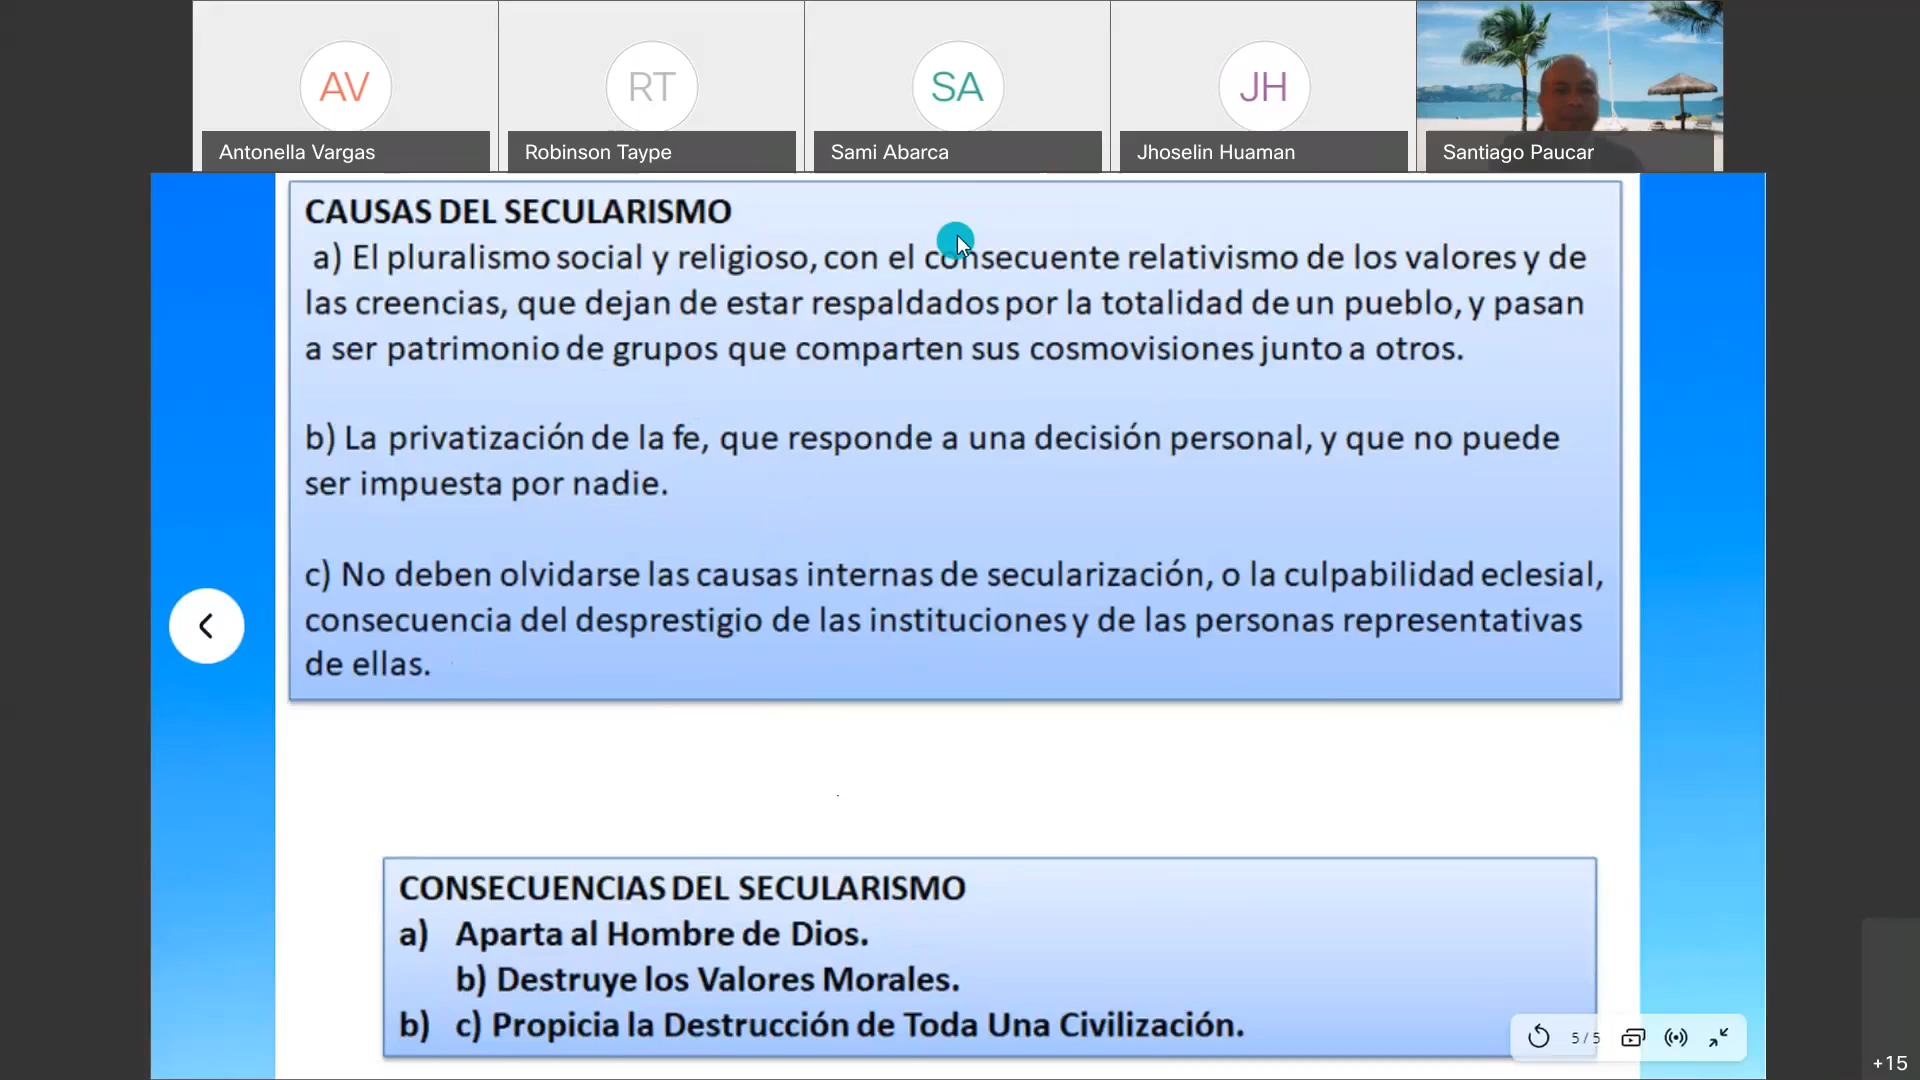 AV
RT
SA
JH
Antonella Vargas
Robinson Taype
Sami Abarca
Jhoselin Huaman
Santiago Paucar
CAUSAS DEL SECULARISMO
a) El pluralismo social y religioso, con el consecuente relativismo de los valores y de
las creencias, que dejan de estar respaldados por la totalidad de un pueblo, y pasan
a ser patrimonio de grupos que comparten sus cosmovisiones junto a otros.
b) La privatización de la fe, que responde a una decisión personal, y que no puede
ser impuesta por nadie.
c) No deben olvidarse las causas internas de secularización, o la culpabilidad eclesial,
consecuencia del desprestigio de las instituciones y de las personas representativas
de ellas.
CONSECUENCIAS DEL SECULARISMO
a) Aparta al Hombre de Dios.
b) Destruye los Valores Morales.
b) c) Propicia la Destrucción de Toda Una Civilización.
5 / 5
+15